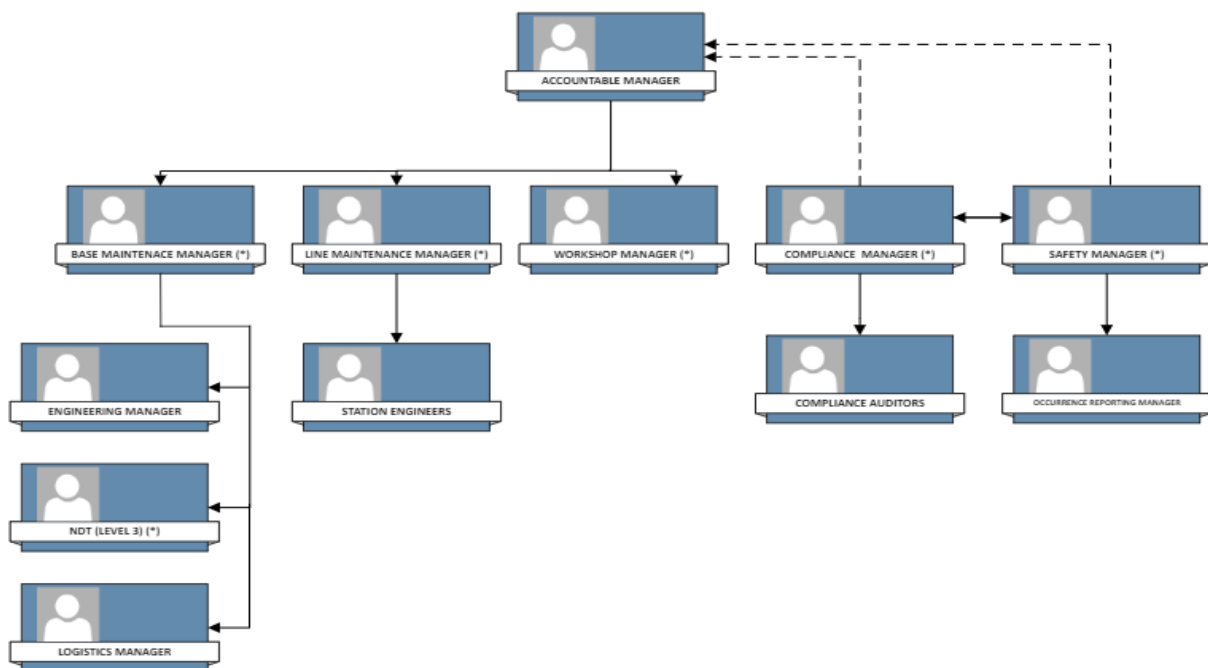 ACCOUNTABLE MANAGER
BASE MAINTENACE MANAGER (*)
LINE MAINTENANCE MANAGER (*)
WORKSHOP MANAGER (*)
COMPLIANCE MANAGER (*)
SAFETY MANAGER (*)
ENGINEERING MANAGER
STATION ENGINEERS
COMPLIANCE AUDITORS
OCCURRENCE REPORTING MANAGER
NDT (LEVEL 3) (*)
LOGISTICS MANAGER